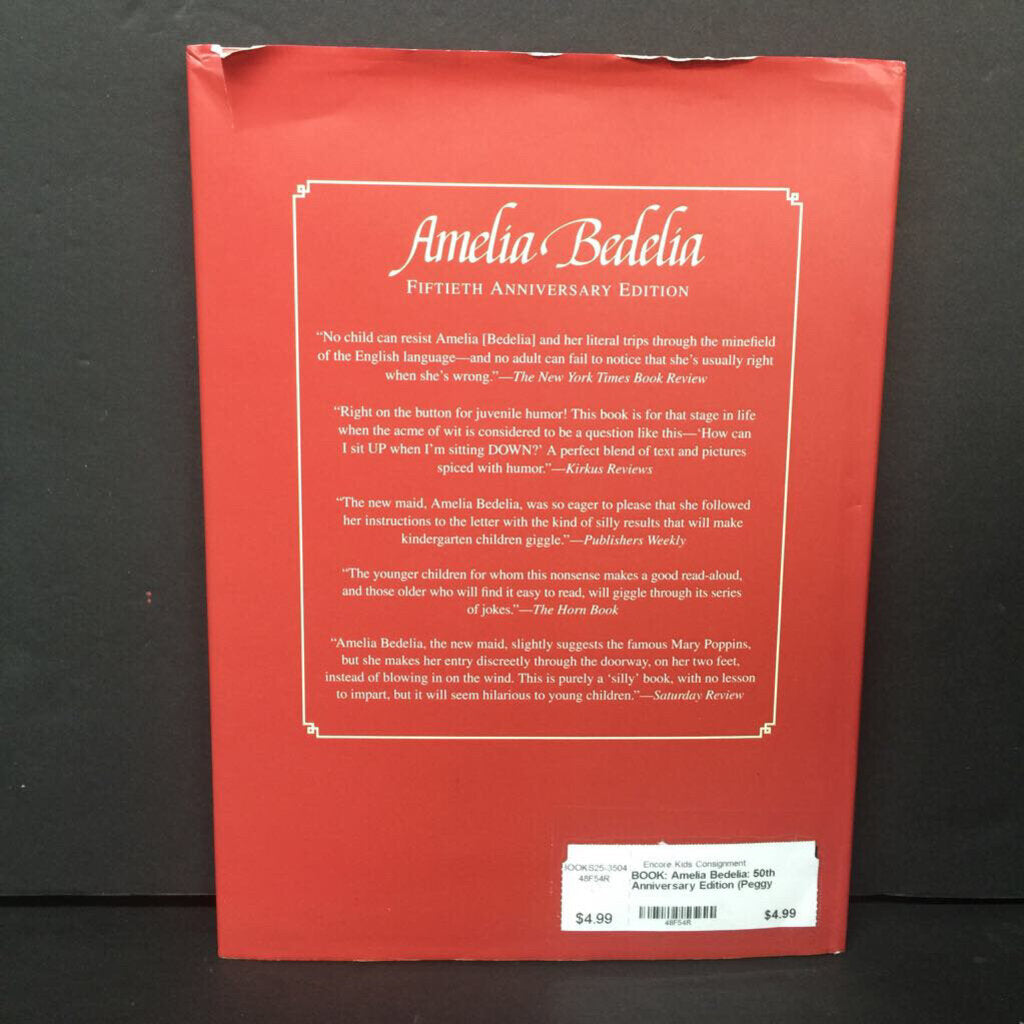 Amelia Bedelia
FIFTIETH ANNIVERSARY EDITION
“No child can resist Amelia [Bedelia] and her literal trips through the minefield
of the English language—and no adult can fail to notice that she’s usually right
when she’s wrong.”—The New York Times Book Review
“Right on the button for juvenile humor! This book is for that stage in life
when the acme of wit is considered to be a question like this—‘How can
I sit UP when I’m sitting DOWN?’ A perfect blend of text and pictures
spiced with humor.”—Kirkus Reviews
“The new maid, Amelia Bedelia, was so eager to please that she followed
her instructions to the letter with the kind of silly results that will make
kindergarten children giggle.”—Publishers Weekly
“The younger children for whom this nonsense makes a good read-aloud,
and those older who will find it easy to read, will giggle through its series
of jokes.”—The Horn Book
“Amelia Bedelia, the new maid, slightly suggests the famous Mary Poppins,
but she makes her entry discreetly through the doorway, on her two feet,
instead of blowing in on the wind. This is purely a ‘silly’ book, with no lesson
to impart, but it will seem hilarious to young children.”—Saturday Review
BOOKS25-3504
48F54R
$4.99
Encore Kids Consignment
BOOK: Amelia Bedelia: 50th
Anniversary Edition (Peggy
48F54R
$4.99